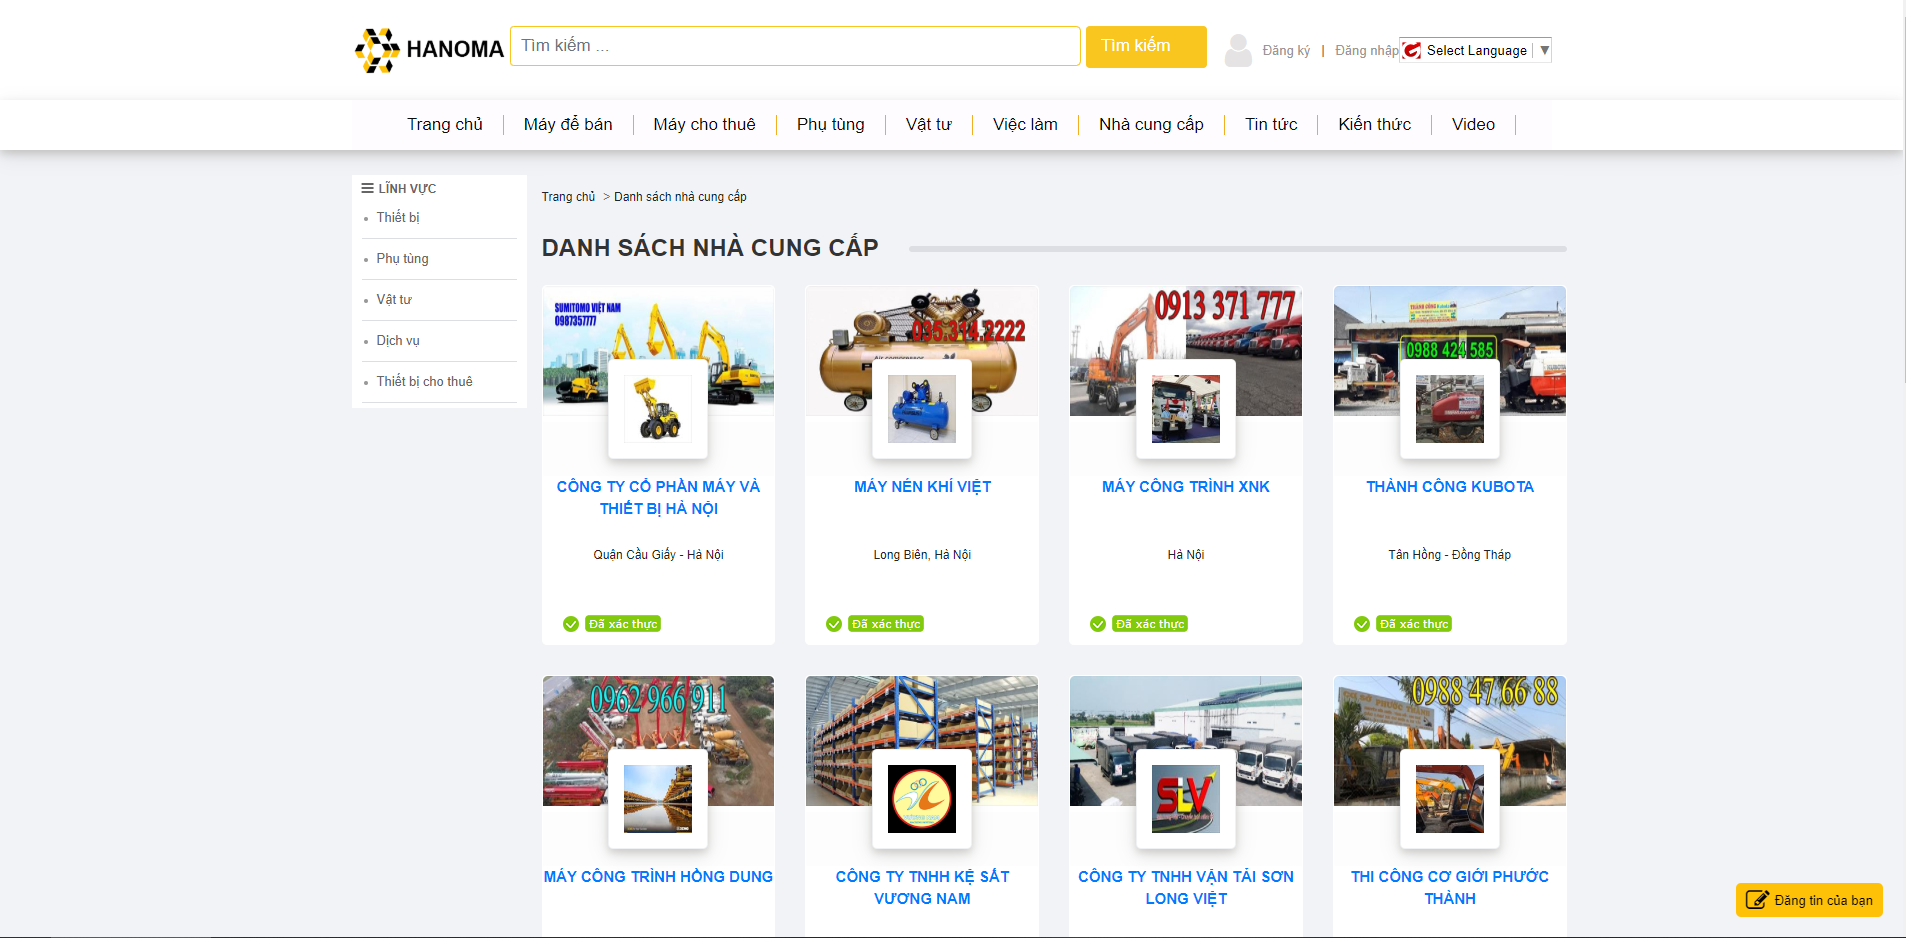 HANOMA
Tìm kiếm ...
Tìm kiếm
Đăng ký | Đăng nhập
Select Language ▼
Trang chủ
Máy để bán
Máy cho thuê
Phụ tùng
Vật tư
Việc làm
Nhà cung cấp
Tin tức
Kiến thức
Video
LĨNH VỰC
Thiết bị
Phụ tùng
Vật tư
Dịch vụ
Thiết bị cho thuê
Trang chủ > Danh sách nhà cung cấp
DANH SÁCH NHÀ CUNG CẤP
SUMITOMO VIỆT NAM
0987357777
CÔNG TY CỔ PHẦN MÁY VÀ
THIẾT BỊ HÀ NỘI
Quận Cầu Giấy - Hà Nội
Đã xác thực
035.314.2222
MÁY NÉN KHÍ VIỆT
Long Biên, Hà Nội
Đã xác thực
0913 371 777
MÁY CÔNG TRÌNH XNK
Hà Nội
Đã xác thực
0988 424 585
THÀNH CÔNG KUBOTA
Tân Hồng - Đồng Tháp
Đã xác thực
0962 966 911
MÁY CÔNG TRÌNH HỒNG DUNG
VƯƠNG NAM
CÔNG TY TNHH KỆ SẮT
VƯƠNG NAM
SLV
CÔNG TY TNHH VẬN TẢI SƠN
LONG VIỆT
0988 47 66 88
THI CÔNG CƠ GIỚI PHƯỚC
THÀNH
Đăng tin của bạn